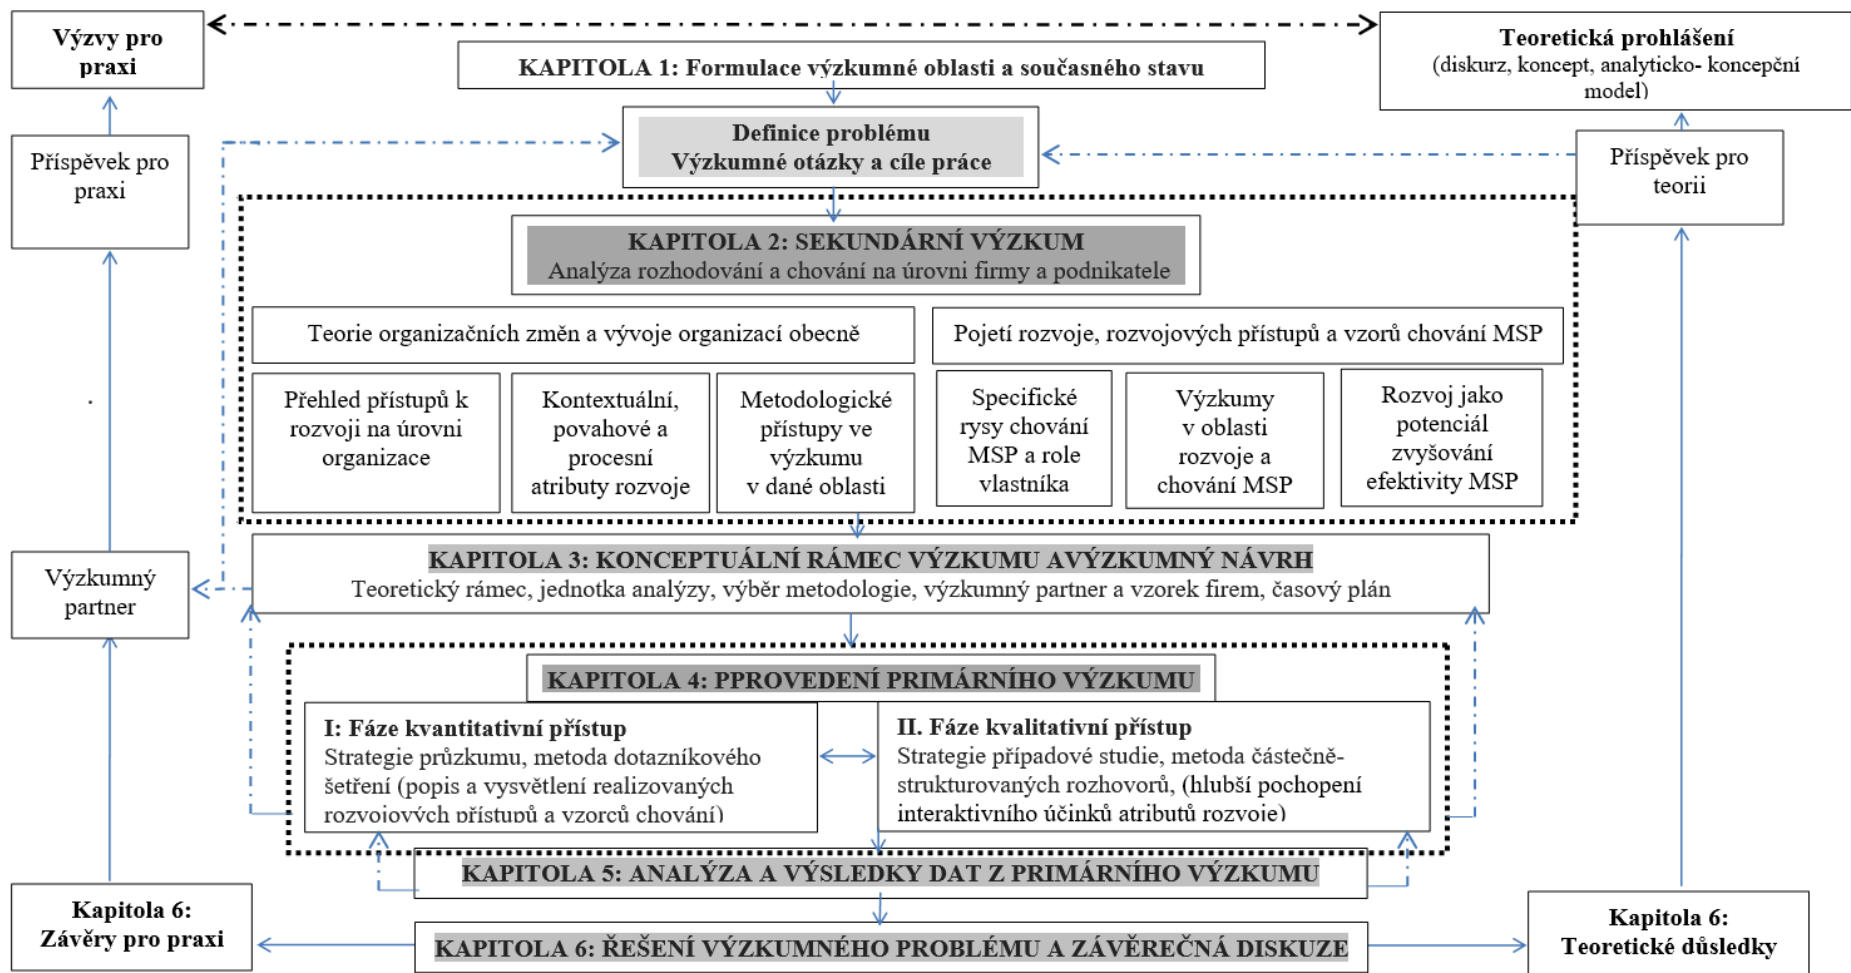 Výzvy pro
praxi
KAPITOLA 1: Formulace výzkumné oblasti a současného stavu
Teoretická prohlášení
(diskurz, koncept, analyticko- koncepční
model)
Definice problému
Výzkumné otázky a cíle práce
Příspěvek pro
praxi
Příspěvek pro
teorii
KAPITOLA 2: SEKUNDÁRNÍ VÝZKUM
Analýza rozhodování a chování na úrovni firmy a podnikatele
Teorie organizačních změn a vývoje organizací obecně
Pojetí rozvoje, rozvojových přístupů a vzorů chování MSP
Přehled přístupů k
rozvoji na úrovni
organizace
Kontextuální,
povahové a
procesní
atributy rozvoje
Metodologické
přístupy ve
výzkumu
v dané oblasti
Specifické
rysy chování
MSP a role
vlastníka
Výzkumy
v oblasti
rozvoje a
chování MSP
Rozvoj jako
potenciál
zvyšování
efektivity MSP
KAPITOLA 3: KONCEPTUÁLNÍ RÁMEC VÝZKUMU AVÝZKUMNÝ NÁVRH
Teoretický rámec, jednotka analýzy, výběr metodologie, výzkumný partner a vzorek firem, časový plán
Výzkumný
partner
KAPITOLA 4: PPROVEDENÍ PRIMÁRNÍHO VÝZKUMU
I: Fáze kvantitativní přístup
Strategie průzkumu, metoda dotazníkového
šetření (popis a vysvětlení realizovaných
rozvojových přístupů a vzorců chování)
II. Fáze kvalitativní přístup
Strategie případové studie, metoda částečně-
strukturovaných rozhovorů, (hlubší pochopení
interaktivního účinků atributů rozvoje)
KAPITOLA 5: ANALÝZA A VÝSLEDKY DAT Z PRIMÁRNÍHO VÝZKUMU
Kapitola 6:
Závěry pro praxi
KAPITOLA 6: ŘEŠENÍ VÝZKUMNÉHO PROBLÉMU A ZÁVĚREČNÁ DISKUZE
Kapitola 6:
Teoretické důsledky